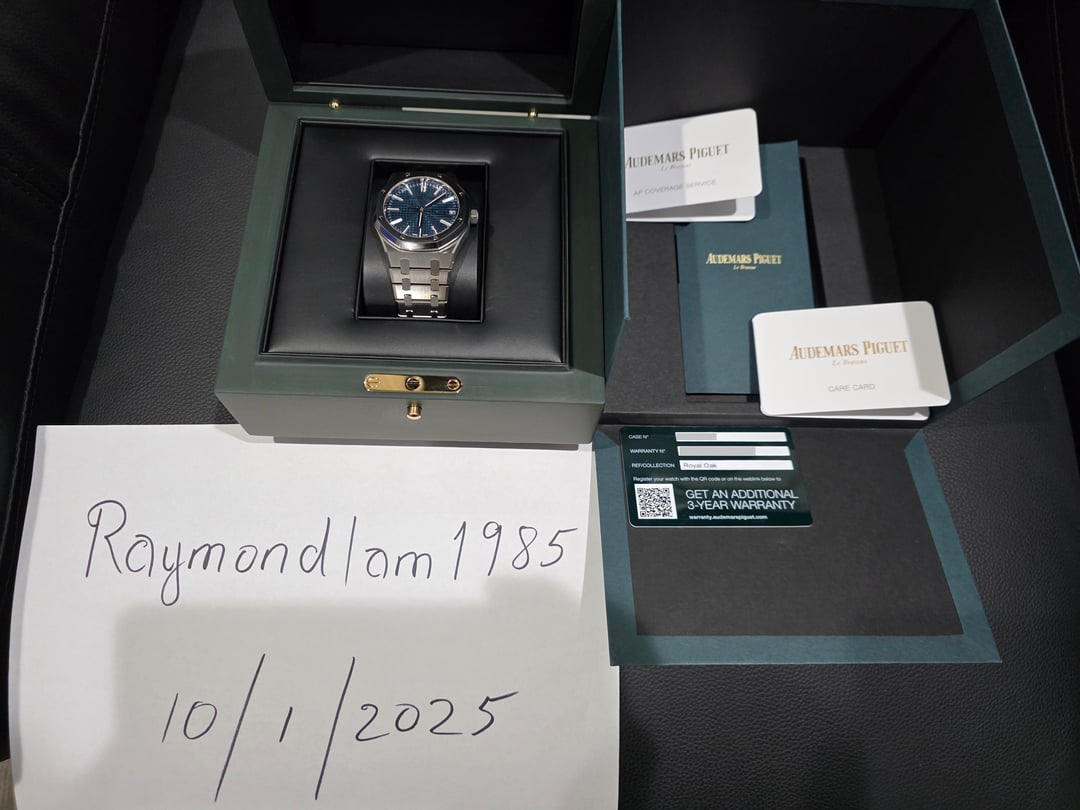 AUDEMARS PIGUET
Le Brassus
AP COVERAGE SERVICE
AUDEMARS PIGUET
Le Brassus
AUDEMARS PIGUET
Le Brassus
CARE CARD
CASE N°
WARRANTY N°
REF/COLLECTION Royal Oak
Register your watch with the QR code or on the weblink below to
GET AN ADDITIONAL
3-YEAR WARRANTY
warranty.audemarspiguet.com
Raymondlam1985
10/1/2025